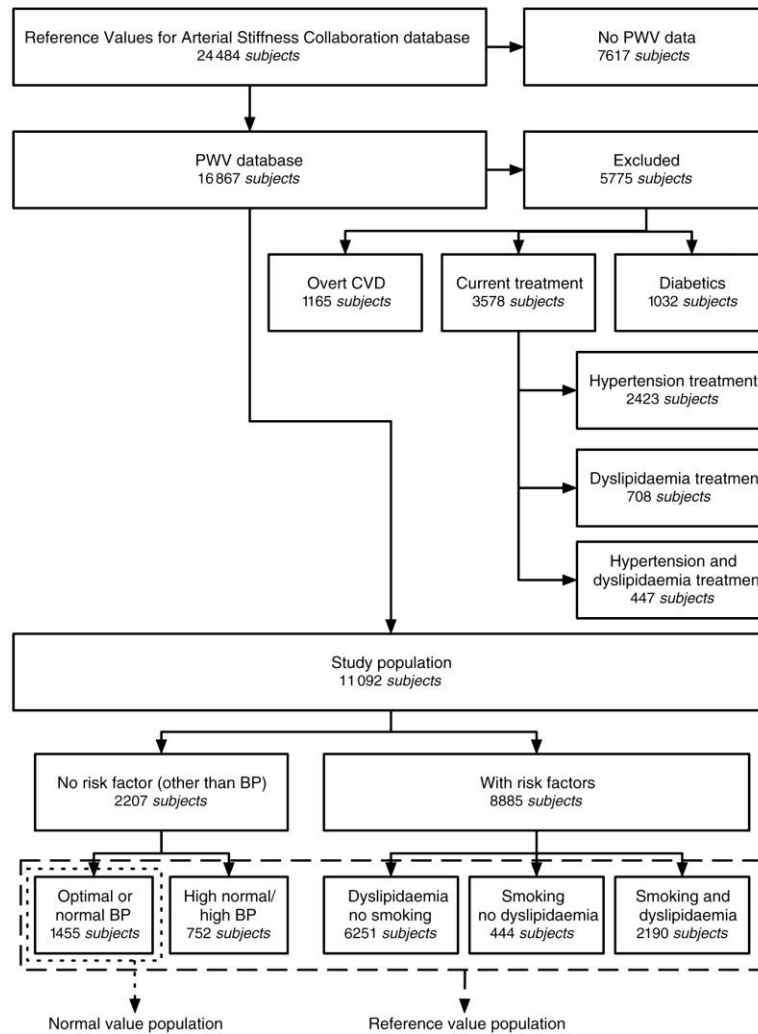 Reference Values for Arterial Stiffness Collaboration database
24 484 subjects
No PWV data
7617 subjects
PWV database
16 867 subjects
Excluded
5775 subjects
Overt CVD
1165 subjects
Current treatment
3578 subjects
Diabetics
1032 subjects
Hypertension treatment
2423 subjects
Dyslipidaemia treatment
708 subjects
Hypertension and
dyslipidaemia treatment
447 subjects
Study population
11 092 subjects
No risk factor (other than BP)
2207 subjects
With risk factors
8885 subjects
Optimal or
normal BP
1455 subjects
High normal/
high BP
752 subjects
Dyslipidaemia
no smoking
6251 subjects
Smoking
no dyslipidaemia
444 subjects
Smoking and
dyslipidaemia
2190 subjects
Normal value population
Reference value population